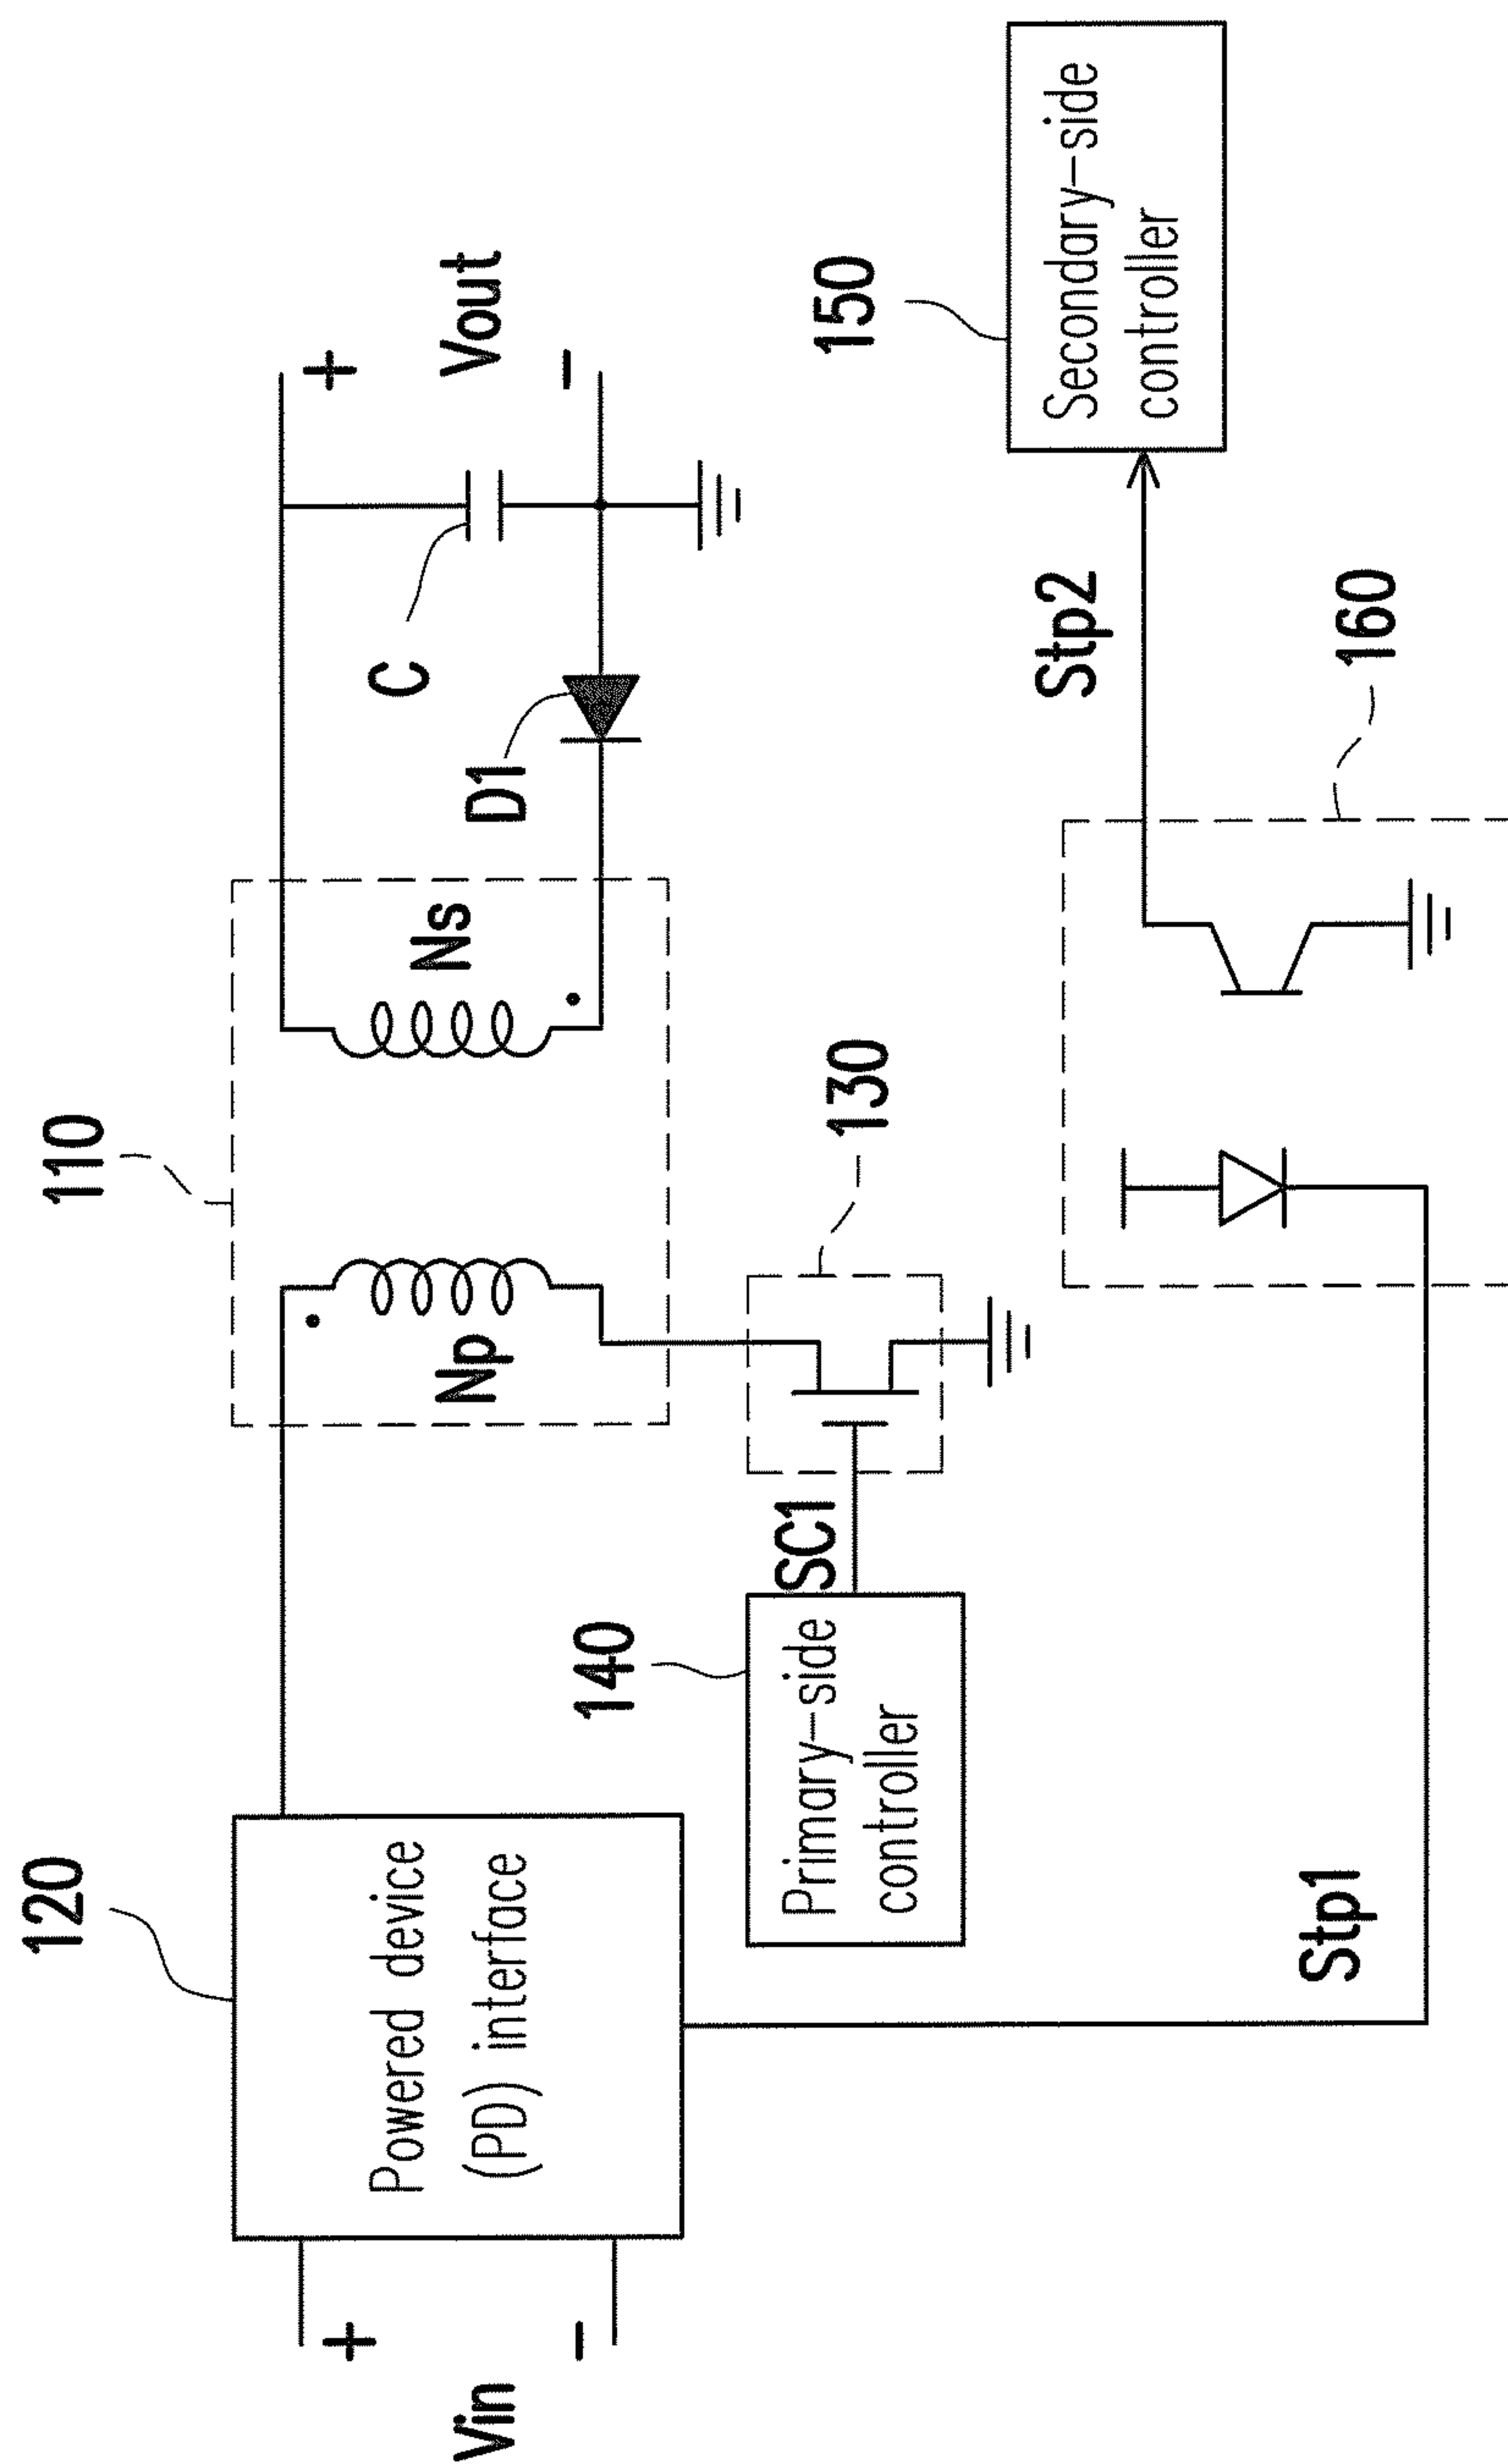 110
120
Powered device
(PD) interface
Vin
+
-
Np
Ns
D1
C
+
Vout
-
140
Primary-side
controller
SC1
130
150
Secondary-side
controller
Stp1
Stp2
160